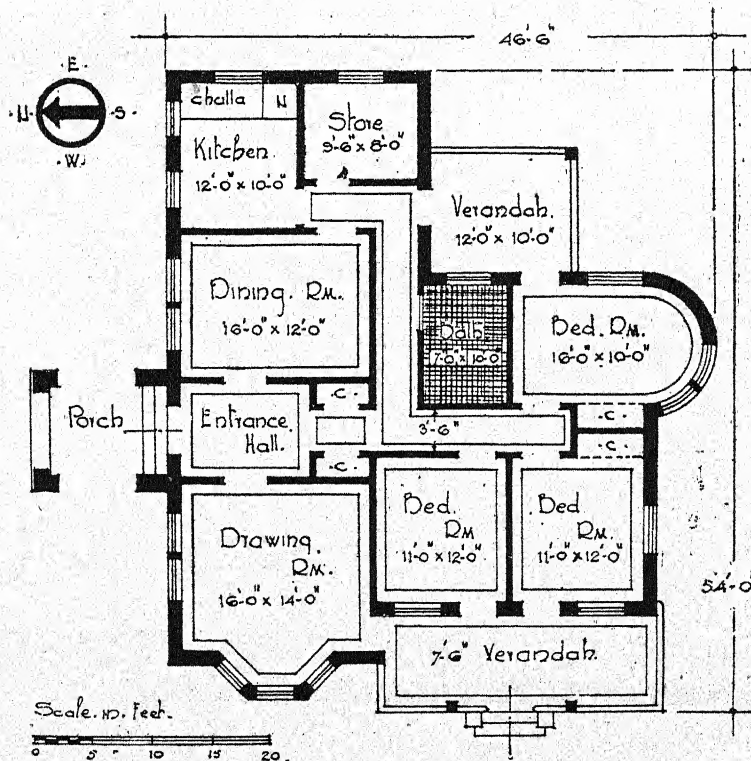 46'-6"
E.
N. S.
W.
Challa N
Kitchen
12'-0" x 10'-0"
Store
9'-6" x 8'-0"
Verandah.
12'-0" x 10'-0"
Dining. Rm.
16'-0" x 12'-0"
Bath.
7'-0" x 10'-0"
Bed. Rm.
16'-0" x 10'-0"
Porch
Entrance
Hall.
C.
C.
3'-6"
C.
C.
Drawing
Rm.
16'-0" x 14'-0"
Bed.
Rm
11'-0" x 12'-0"
Bed
Rm.
11'-0" x 12'-0"
54'-0
7'-6" Verandah.
Scale. in. Feet.
0 5 10 15 20